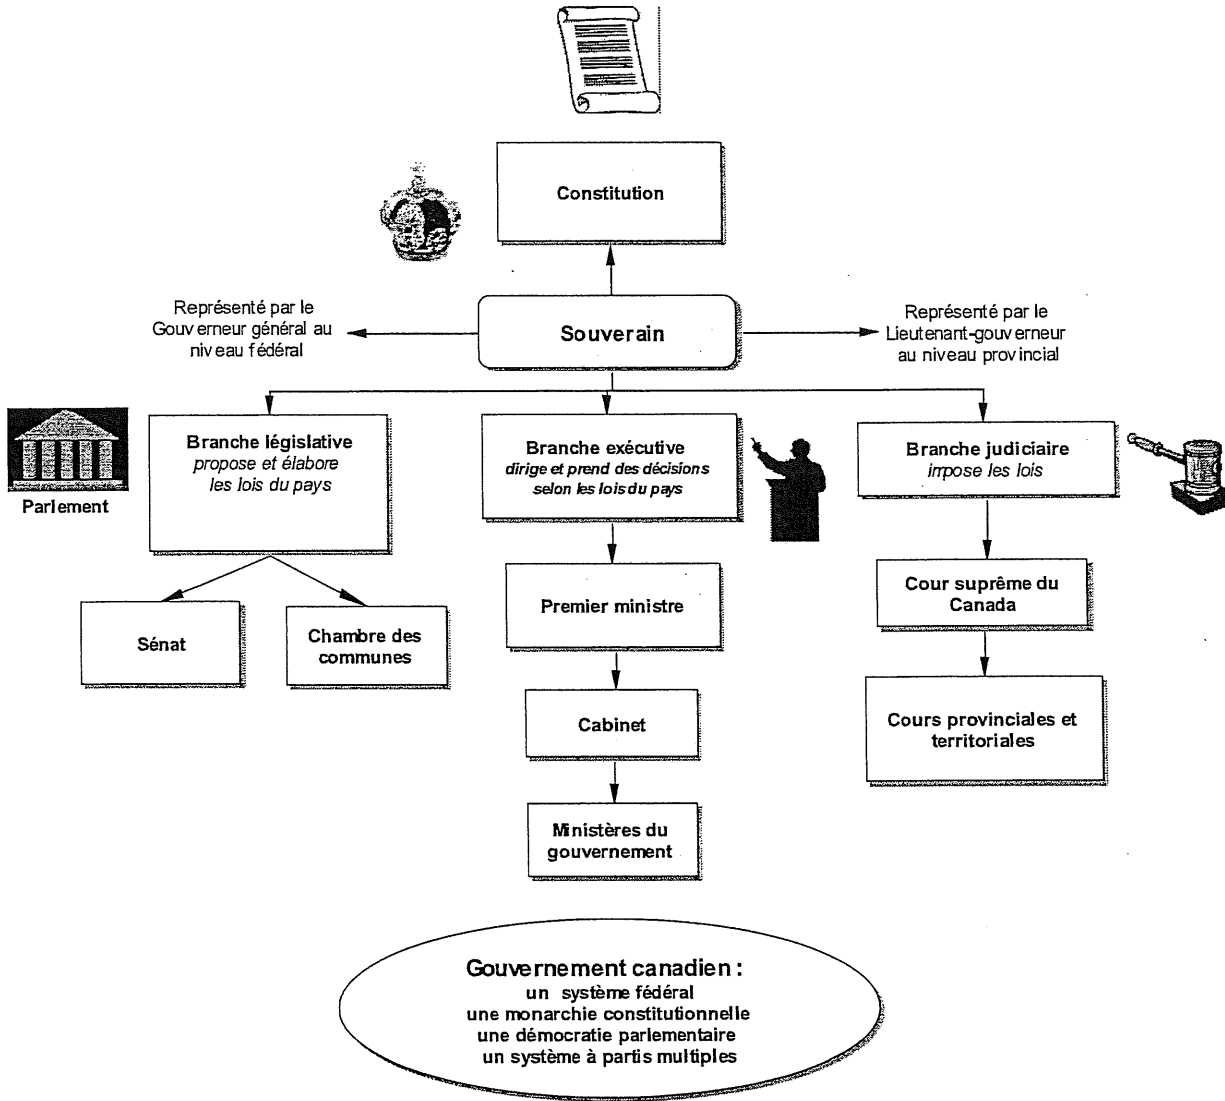 Constitution
Représenté par le
Gouverneur général au
niveau fédéral
Souverain
Représenté par le
Lieutenant-gouverneur
au niveau provincial
Parlement
Branche législative
propose et élabore
les lois du pays
Branche exécutive
dirige et prend des décisions
selon les lois du pays
Branche judiciaire
impose les lois
Sénat
Chambre des
communes
Premier ministre
Cour suprême du
Canada
Cabinet
Cours provinciales et
territoriales
Ministères du
gouvernement
Gouvernement canadien :
un système fédéral
une monarchie constitutionnelle
une démocratie parlementaire
un système à partis multiples